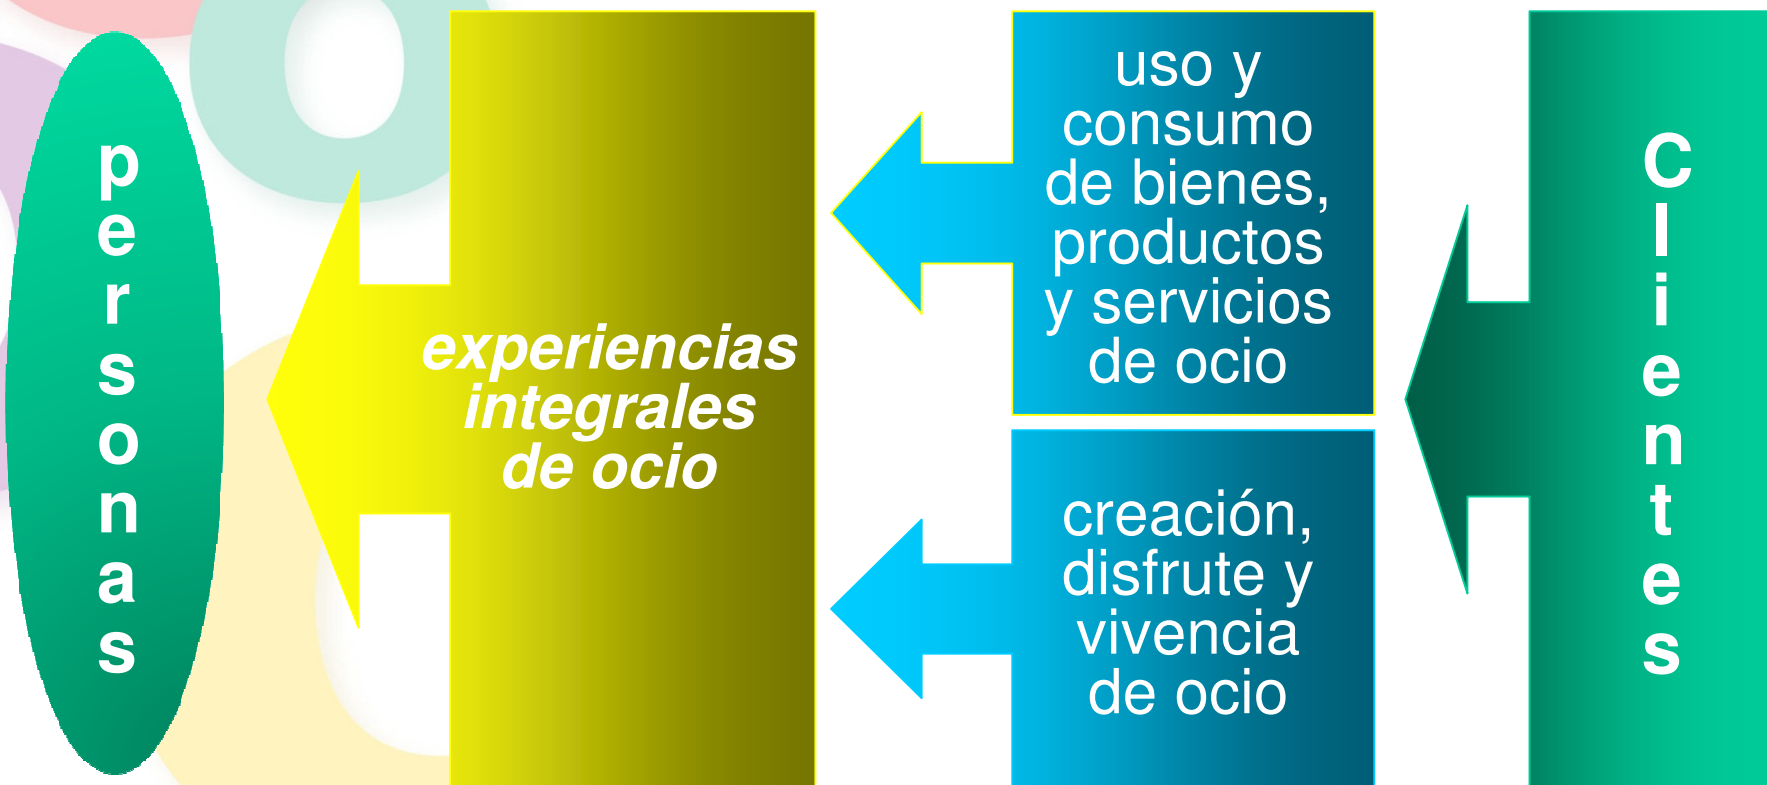 personas
experiencias
integrales
de ocio
uso y
consumo
de bienes,
productos
y servicios
de ocio
creación,
disfrute y
vivencia
de ocio
Clientes